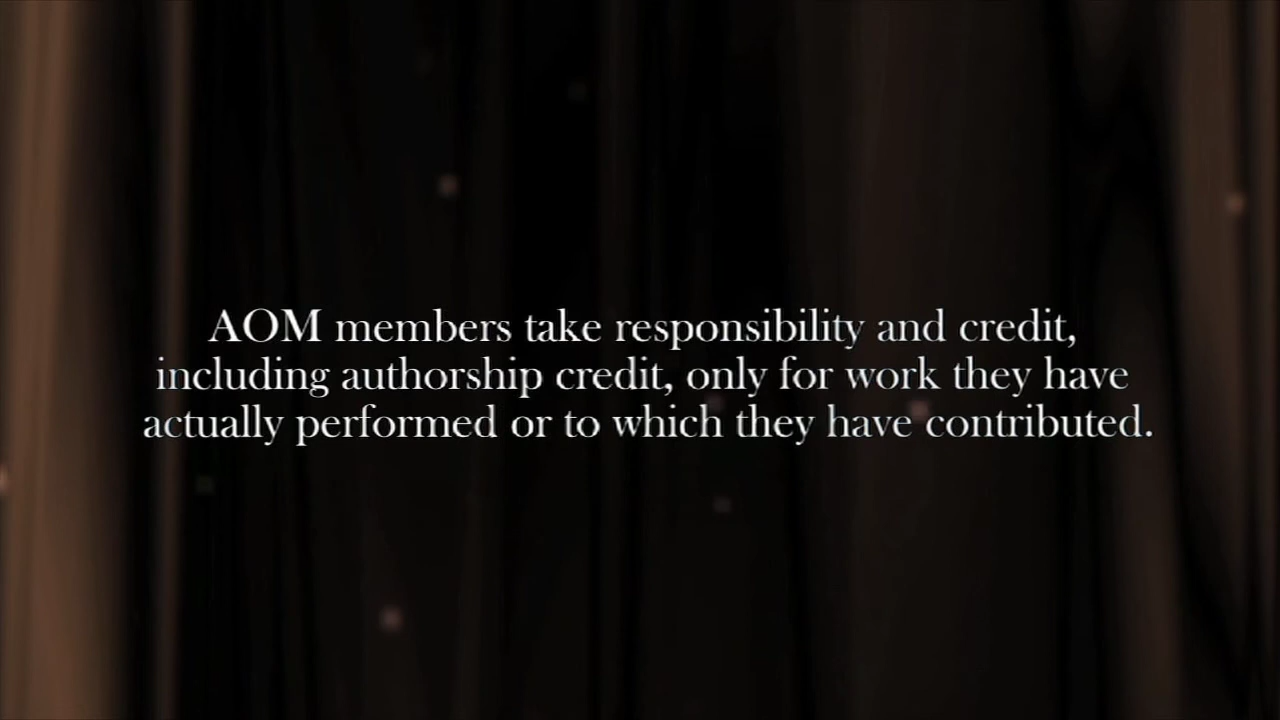 AOM members take responsibility and credit,
including authorship credit, only for work they have
actually performed or to which they have contributed.